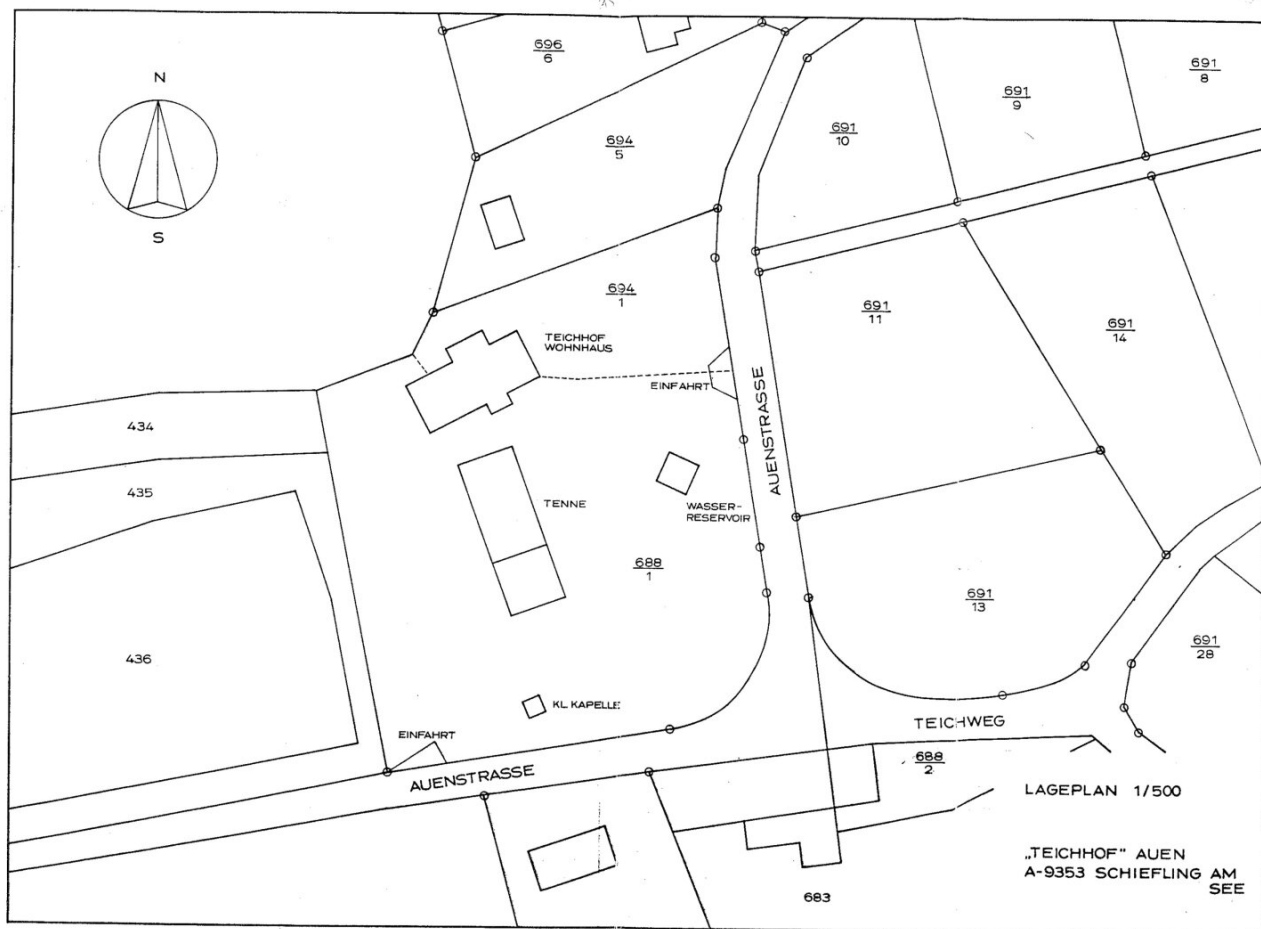 N
S
696
6
694
5
694
1
691
10
691
9
691
8
691
11
691
14
TEICHHOF
WOHNHAUS
EINFAHRT
AUENSTRASSE
434
435
436
TENNE
WASSER-
RESERVOIR
688
1
691
13
691
28
KL. KAPELLE
EINFAHRT
AUENSTRASSE
TEICHWEG
688
2
683
LAGEPLAN 1/500
„TEICHHOF" AUEN
A-9353 SCHIEFLING AM
SEE